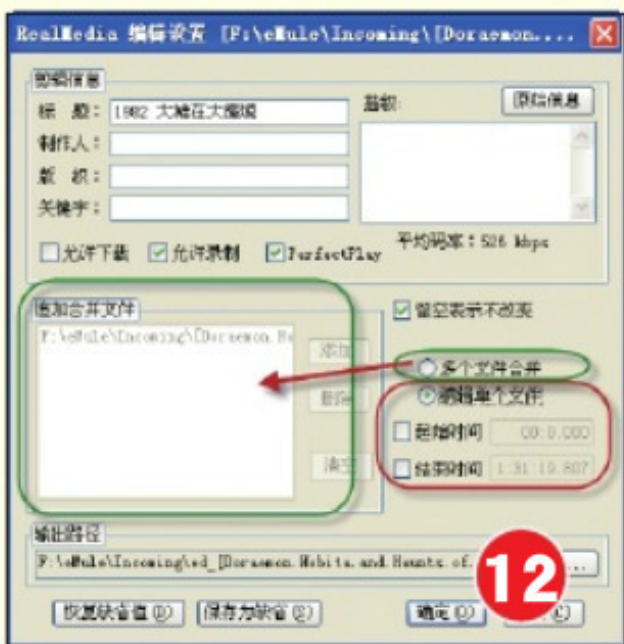 RealMedia 编辑设置 [F:\eMule\Incoming\[Doraemon....
剪辑信息
标 题： 1982 大雄在大魔境
描叙:
原始信息
制作人：
版 权：
关键字：
允许下载 允许录制 PerfectPlay
平均码率：526 kbps
追加合并文件
留空表示不改变
F:\eMule\Incoming\[Doraemon.No
添加
多个文件合并
删除
编辑单个文件
起始时间 00:0.000
清空
结束时间 1:31:19.807
输出路径
F:\eMule\Incoming\ed_[Doraemon.Nobita.and.Haunts.of. ...
12
恢复缺省值(D) 保存为缺省(P) 确定(O) (C)